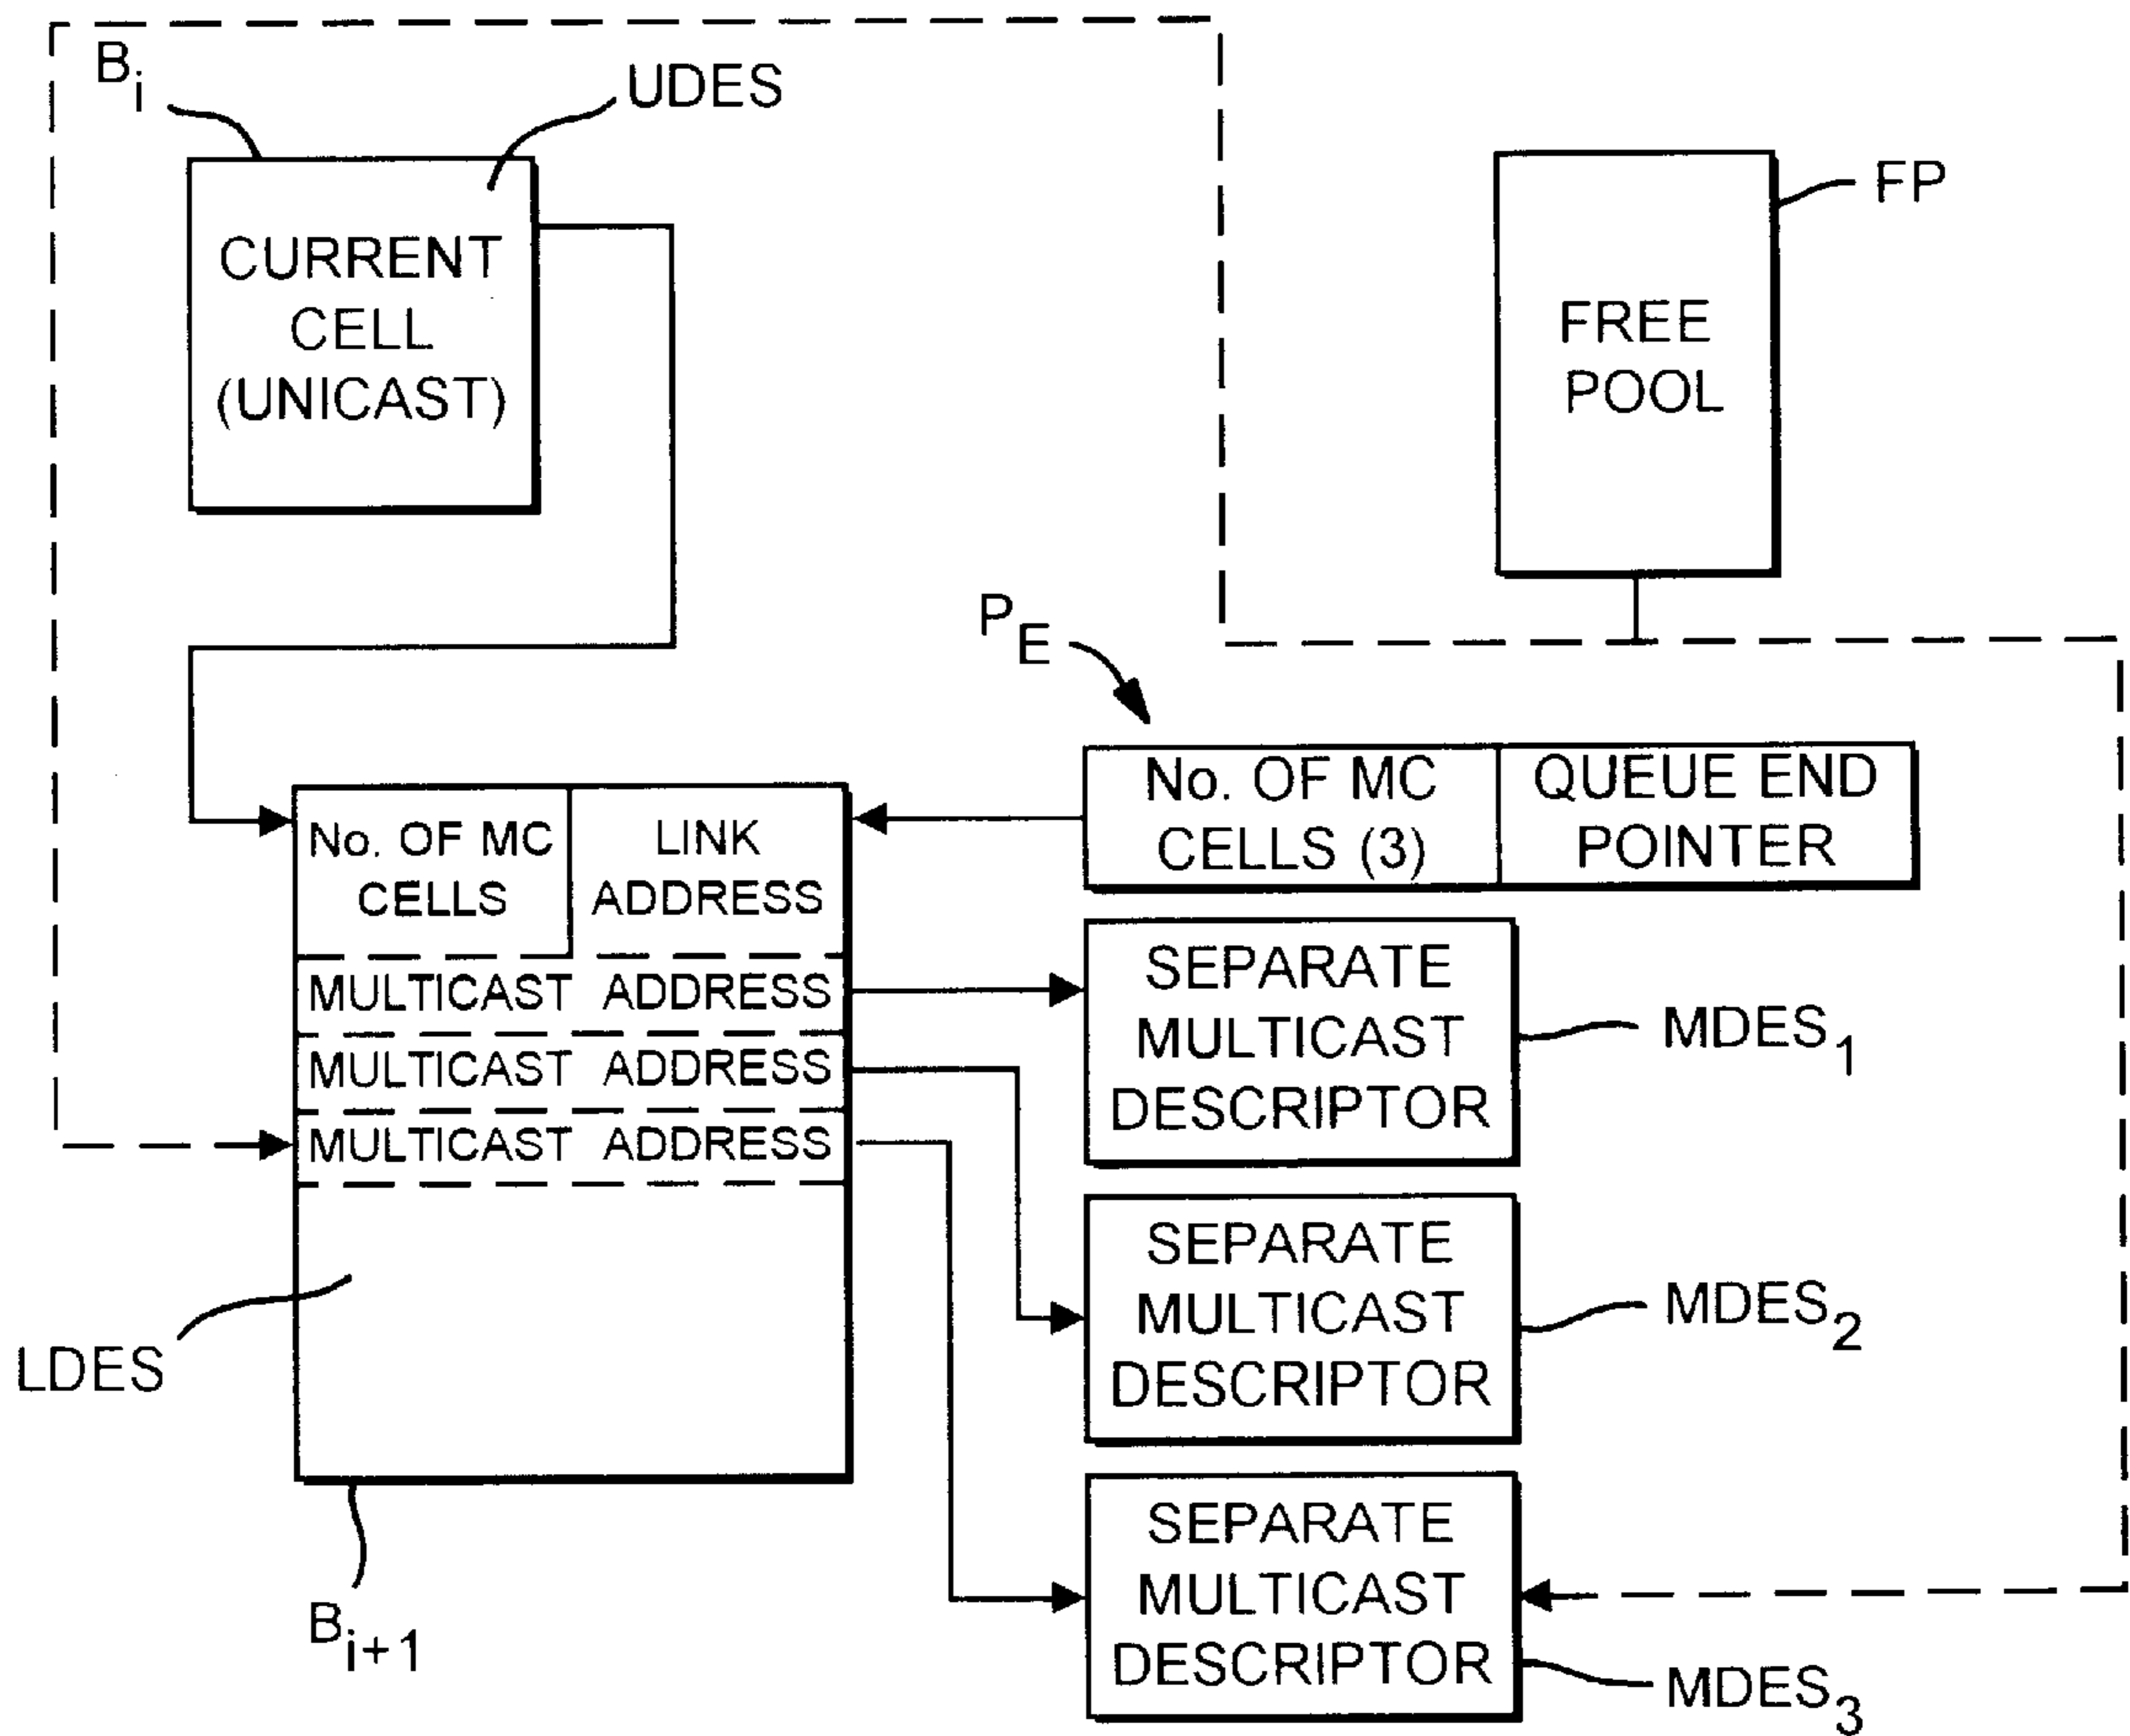 Bi
UDES
CURRENT
CELL
(UNICAST)
FP
FREE
POOL
PE
No. OF MC
CELLS (3)
QUEUE END
POINTER
No. OF MC
CELLS
LINK
ADDRESS
MULTICAST ADDRESS
MULTICAST ADDRESS
MULTICAST ADDRESS
SEPARATE
MULTICAST
DESCRIPTOR
MDES1
SEPARATE
MULTICAST
DESCRIPTOR
MDES2
LDES
SEPARATE
MULTICAST
DESCRIPTOR
MDES3
Bi+1